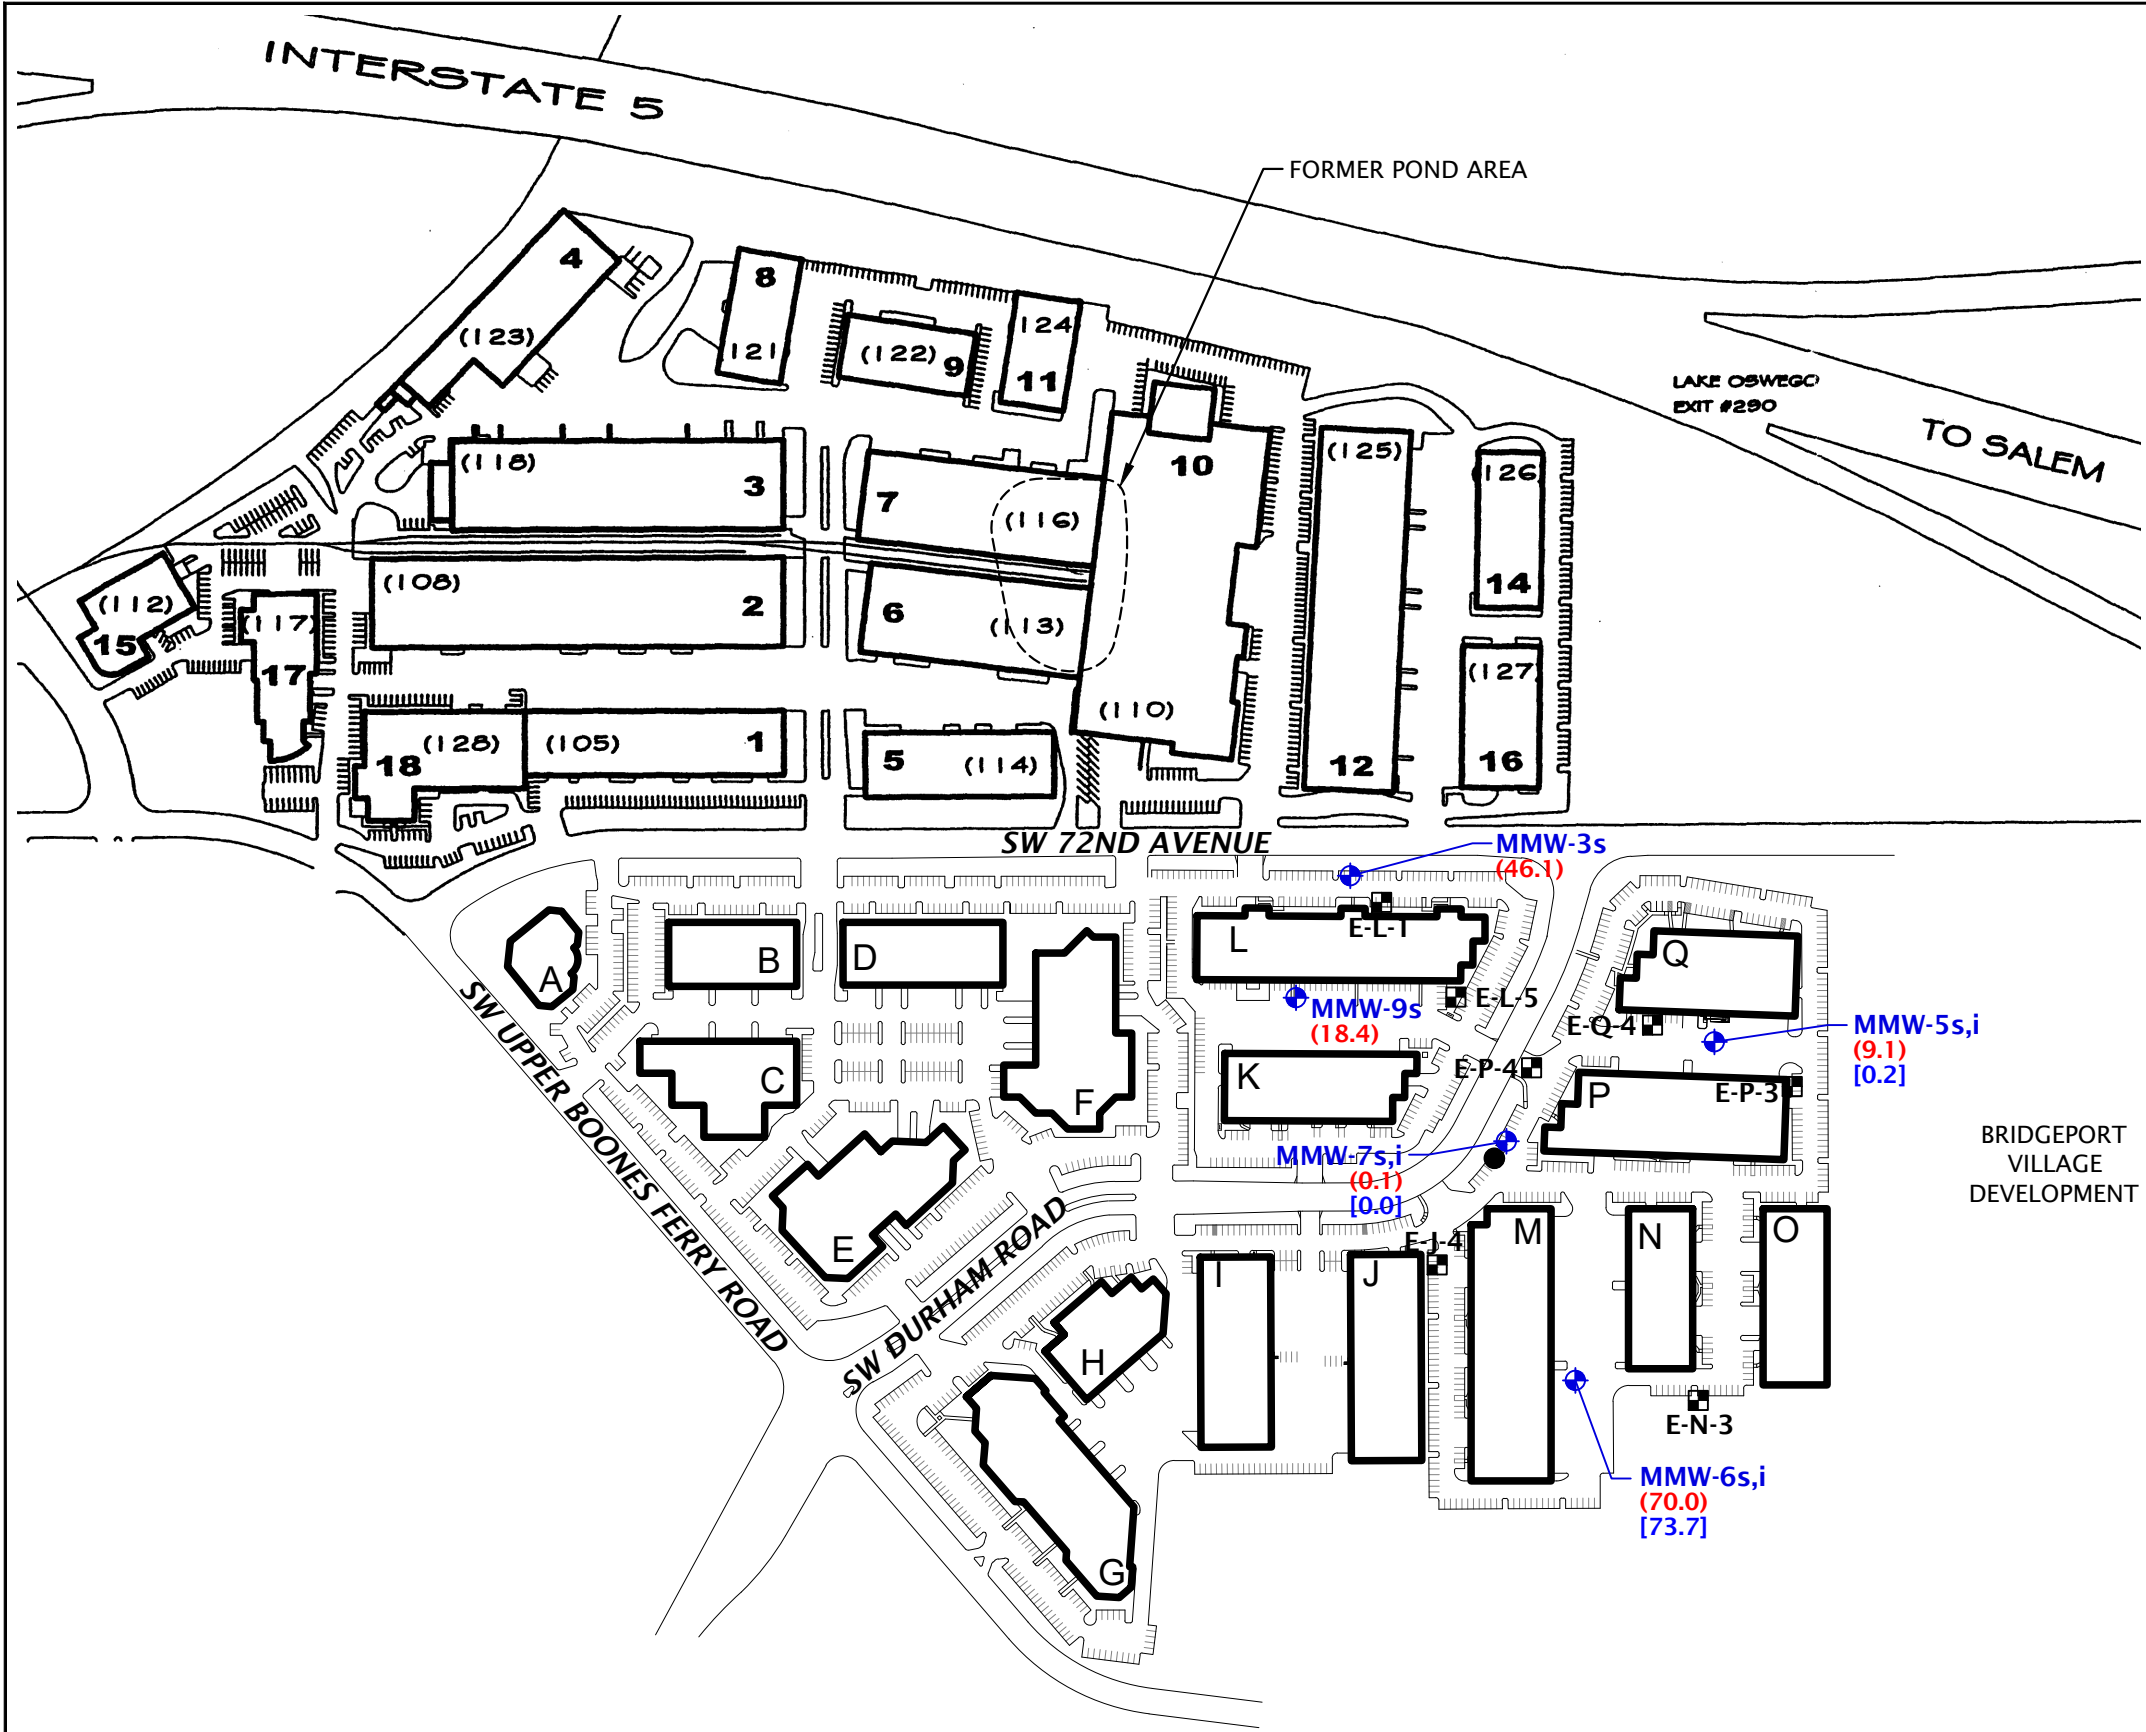 INTERSTATE 5
FORMER POND AREA
4
(123)
8
121
(122)
9
124
11
LAKE OSWEGO
EXIT #290
TO SALEM
(118)
3
7
(116)
10
(125)
(126)
14
(108)
2
6
(113)
(112)
15
(117)
17
(127)
16
(128)
18
(105)
1
5
(114)
(110)
12
SW 72ND AVENUE
MMW-3s
(46.1)
A
B
D
L
E-L-1
Q
MMW-9s
(18.4)
E-L-5
E-Q-4
MMW-5s,i
(9.1)
[0.2]
SW UPPER BOONES FERRY ROAD
C
F
K
E-P-4
P
E-P-3
BRIDGEPORT
VILLAGE
DEVELOPMENT
MMW-7s,i
(0.1)
[0.0]
E
SW DURHAM ROAD
H
I
J
E-J-4
M
N
O
E-N-3
MMW-6s,i
(70.0)
[73.7]
G